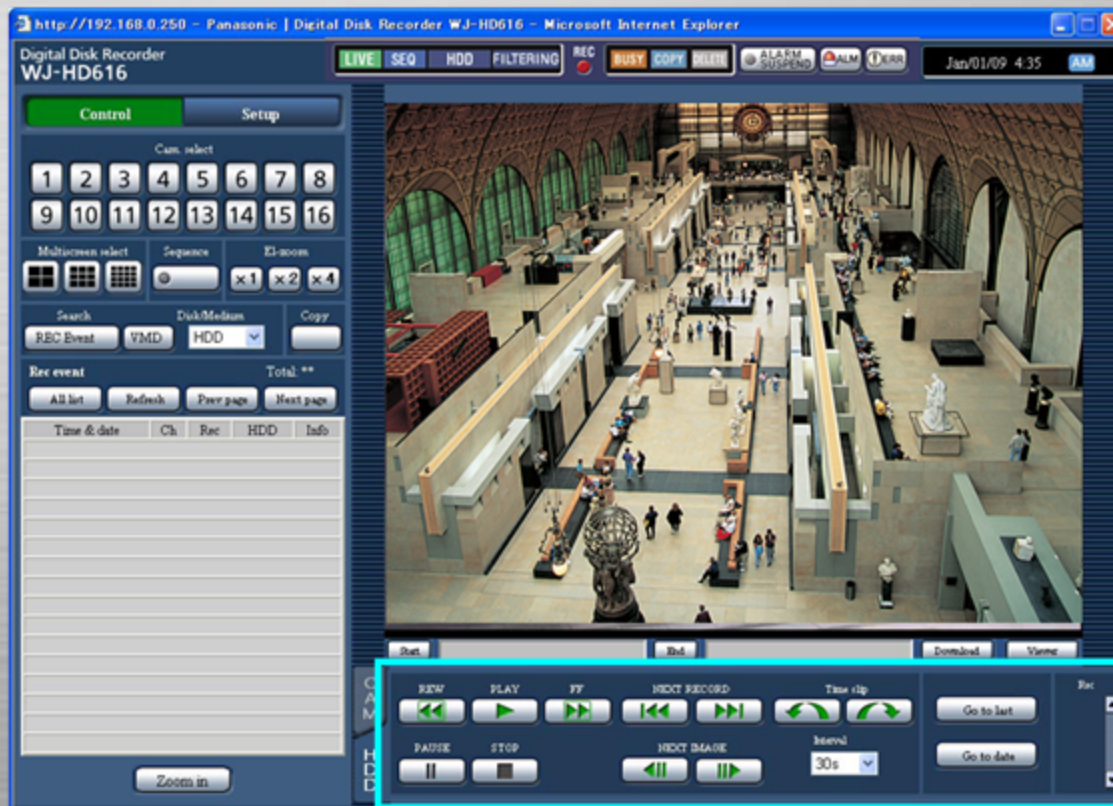 http://192.168.0.250 - Panasonic | Digital Disk Recorder WJ-HD616 - Microsoft Internet Explorer
Digital Disk Recorder
WJ-HD616
LIVE SEQ HDD FILTERING REC BUSY COPY DELETE ALARM SUSPEND ALM ERR Jan/01/09 4:35 AM
Control Setup
Cam. select
1 2 3 4 5 6 7 8
9 10 11 12 13 14 15 16
Multiscreen select Sequence El-zoom
x1 x2 x4
Search Disk/Medium Copy
REC Event VMD HDD
Rec event Total: **
All list Refresh Prev page Next page
Time & date Ch Rec HDD Info
Zoom in
Start End Download Viewer
CAM
HDD
REW PLAY FF NEXT RECORD Time slip Rec
Go to last
PAUSE STOP NEXT IMAGE Interval
30s
Go to date